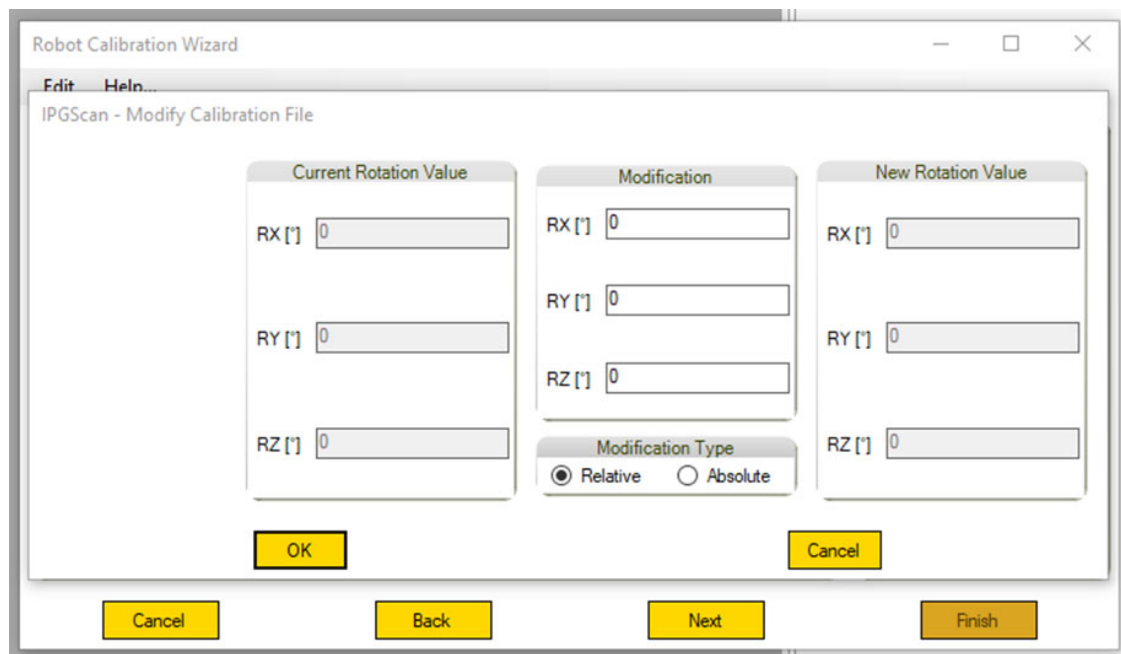 Robot Calibration Wizard
Edit Help...
IPGScan - Modify Calibration File
Current Rotation Value
RX [°] 0
RY [°] 0
RZ [°] 0
Modification
RX [°] 0
RY [°] 0
RZ [°] 0
Modification Type
Relative Absolute
New Rotation Value
RX [°] 0
RY [°] 0
RZ [°] 0
OK Cancel
Cancel Back Next Finish